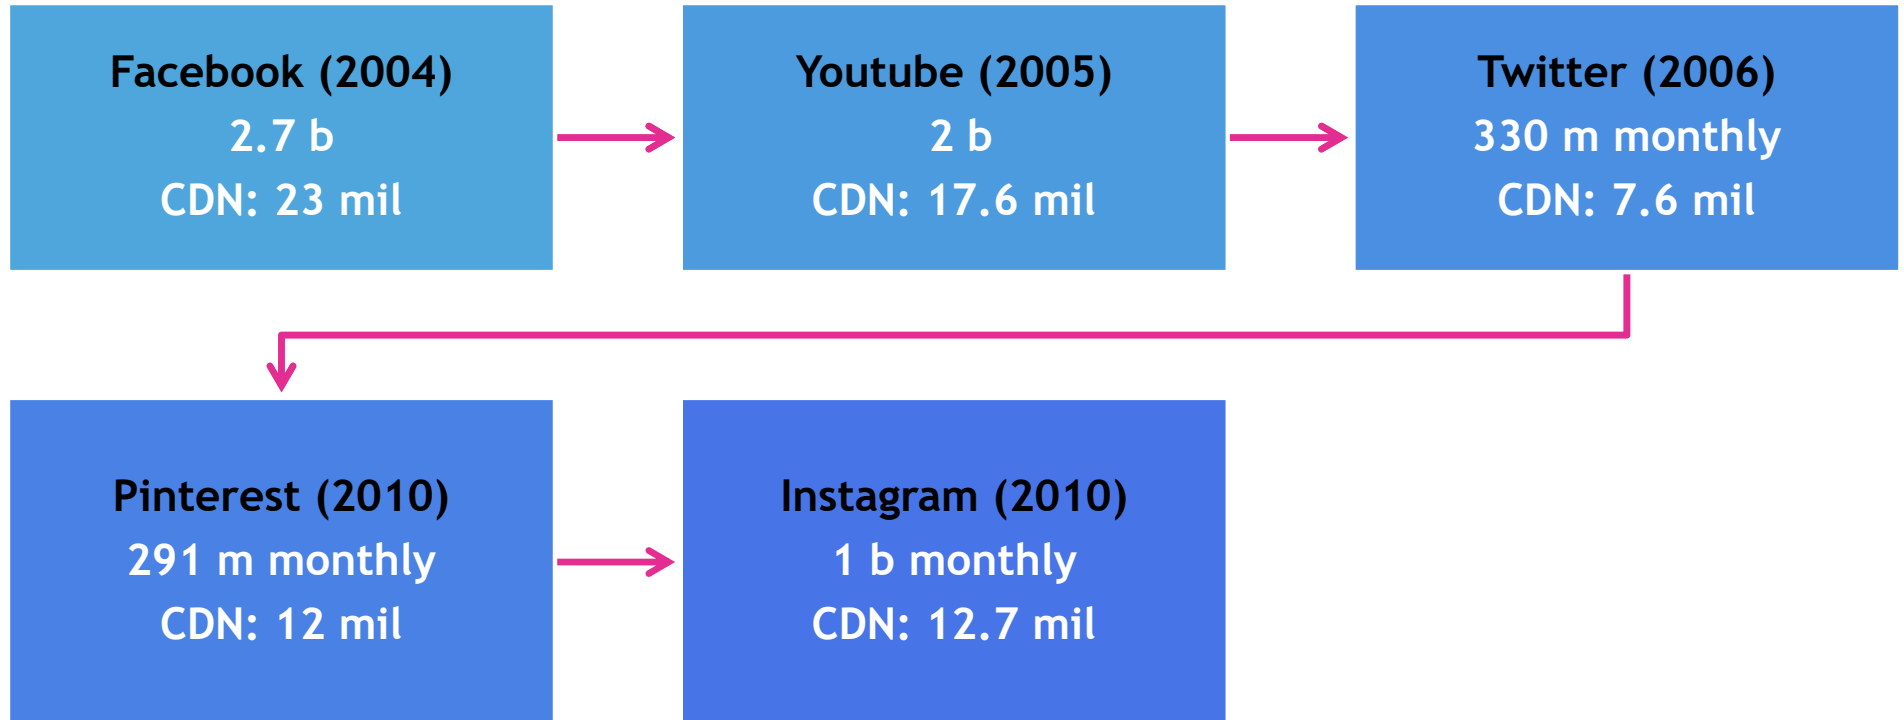 Facebook (2004)
2.7 b
CDN: 23 mil
Youtube (2005)
2 b
CDN: 17.6 mil
Twitter (2006)
330 m monthly
CDN: 7.6 mil
Pinterest (2010)
291 m monthly
CDN: 12 mil
Instagram (2010)
1 b monthly
CDN: 12.7 mil